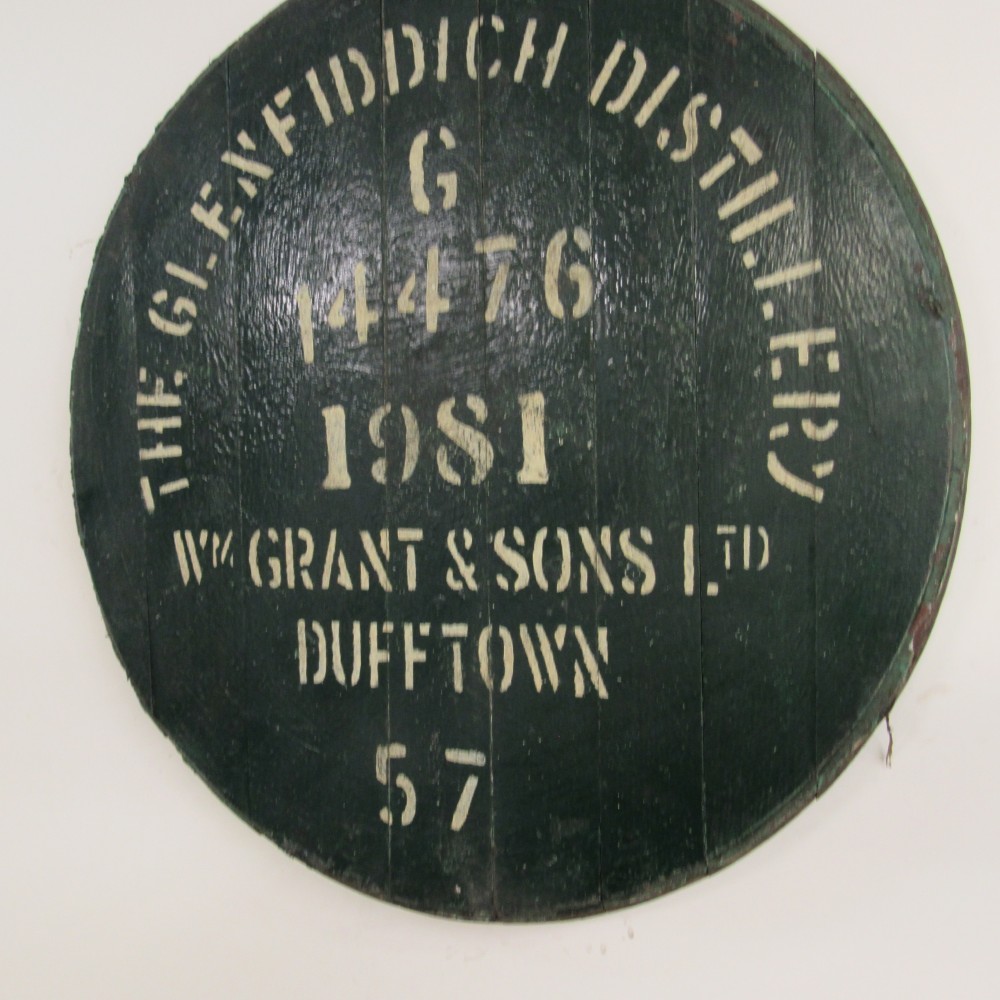 THE GLENFIDDICH DISTILLERY
G
14476
1981
WM GRANT & SONS LTD
DUFFTOWN
57